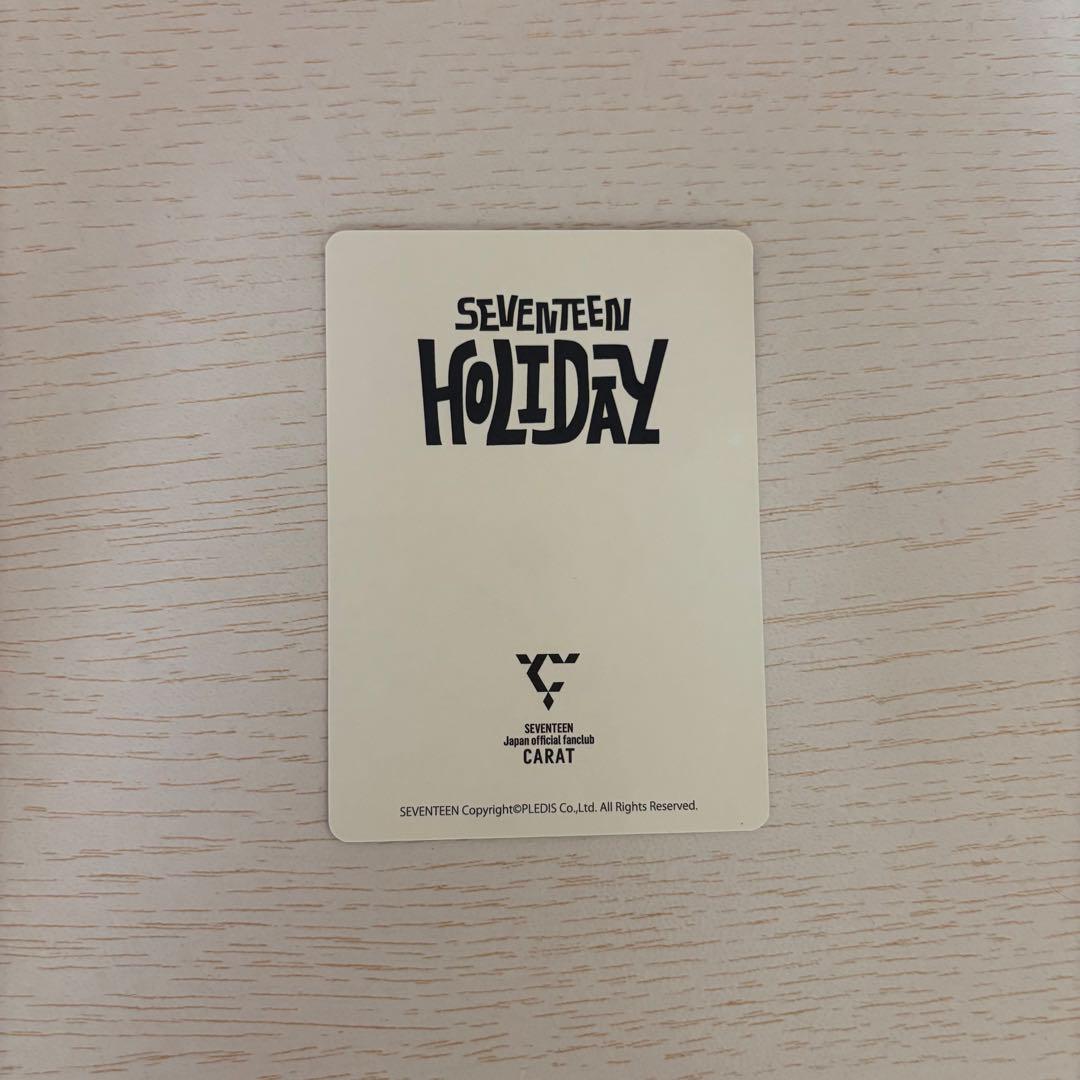 SEVENTEEN
HOLIDAY
SEVENTEEN
Japan official fanclub
CARAT
SEVENTEEN Copyright©PLEDIS Co.,Ltd. All Rights Reserved.